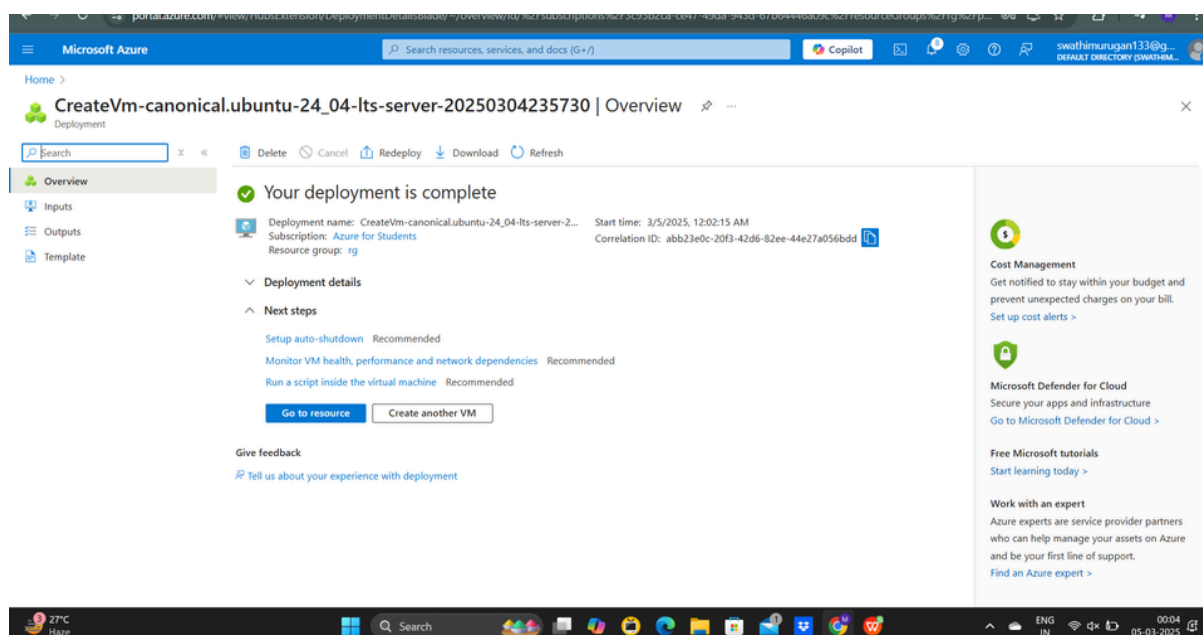 Microsoft Azure
Search resources, services, and docs (G+/)
Copilot
swathimurugan133@g...
DEFAULT DIRECTORY (SWATHIM...
Home >
CreateVm-canonical.ubuntu-24_04-lts-server-20250304235730 | Overview
Deployment
Search
Delete Cancel Redeploy Download Refresh
Overview
Inputs
Outputs
Template
Your deployment is complete
Deployment name: CreateVm-canonical.ubuntu-24_04-lts-server-2...
Subscription: Azure for Students
Resource group: rg
Start time: 3/5/2025, 12:02:15 AM
Correlation ID: abb23e0c-20f3-42d6-82ee-44e27a056bdd
Deployment details
Next steps
Setup auto-shutdown Recommended
Monitor VM health, performance and network dependencies Recommended
Run a script inside the virtual machine Recommended
Go to resource
Create another VM
Give feedback
Tell us about your experience with deployment
Cost Management
Get notified to stay within your budget and
prevent unexpected charges on your bill.
Set up cost alerts >
Microsoft Defender for Cloud
Secure your apps and infrastructure
Go to Microsoft Defender for Cloud >
Free Microsoft tutorials
Start learning today >
Work with an expert
Azure experts are service provider partners
who can help manage your assets on Azure
and be your first line of support.
Find an Azure expert >
3
27°C
Haze
Search
ENG
IN
00:04
05-03-2025